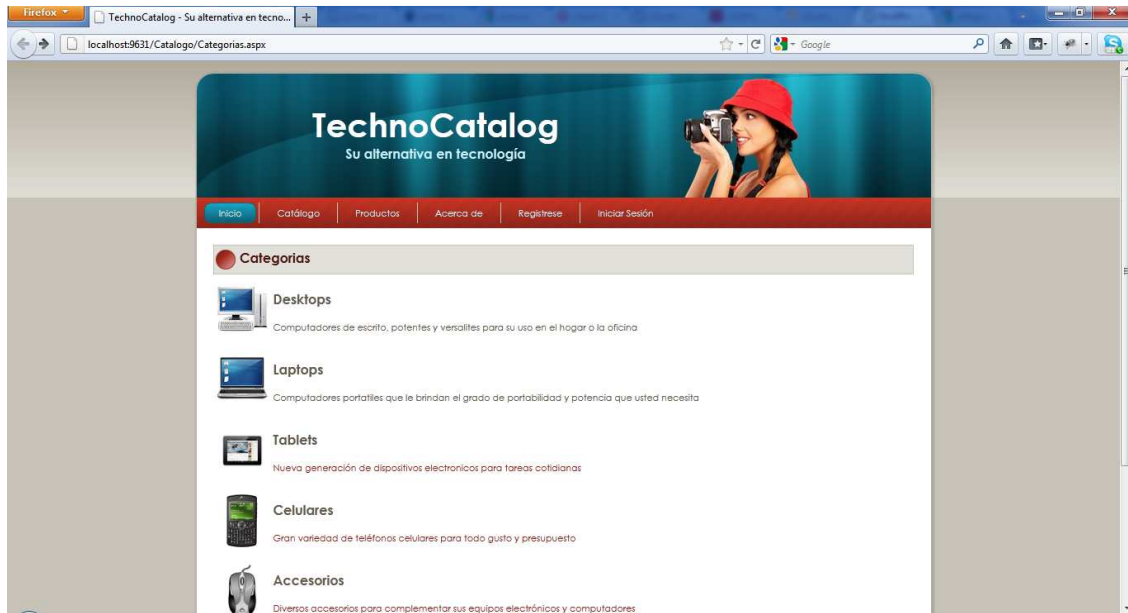 Firefox
TechnoCatalog - Su alternativa en tecno...
localhost:9631/Catalogo/Categorias.aspx
Google
TechnoCatalog
Su alternativa en tecnología
Inicio
Catálogo
Productos
Acerca de
Registrese
Iniciar Sesión
Categorias
Desktops
Computadores de escrito, potentes y versalites para su uso en el hogar o la oficina
Laptops
Computadores portatiles que le brindan el grado de portabilidad y potencia que usted necesita
Tablets
Nueva generación de dispositivos electronicos para tareas cotidianas
Celulares
Gran variedad de teléfonos celulares para todo gusto y presupuesto
Accesorios
Diversos accesorios para complementar sus equipos electrónicos y computadores